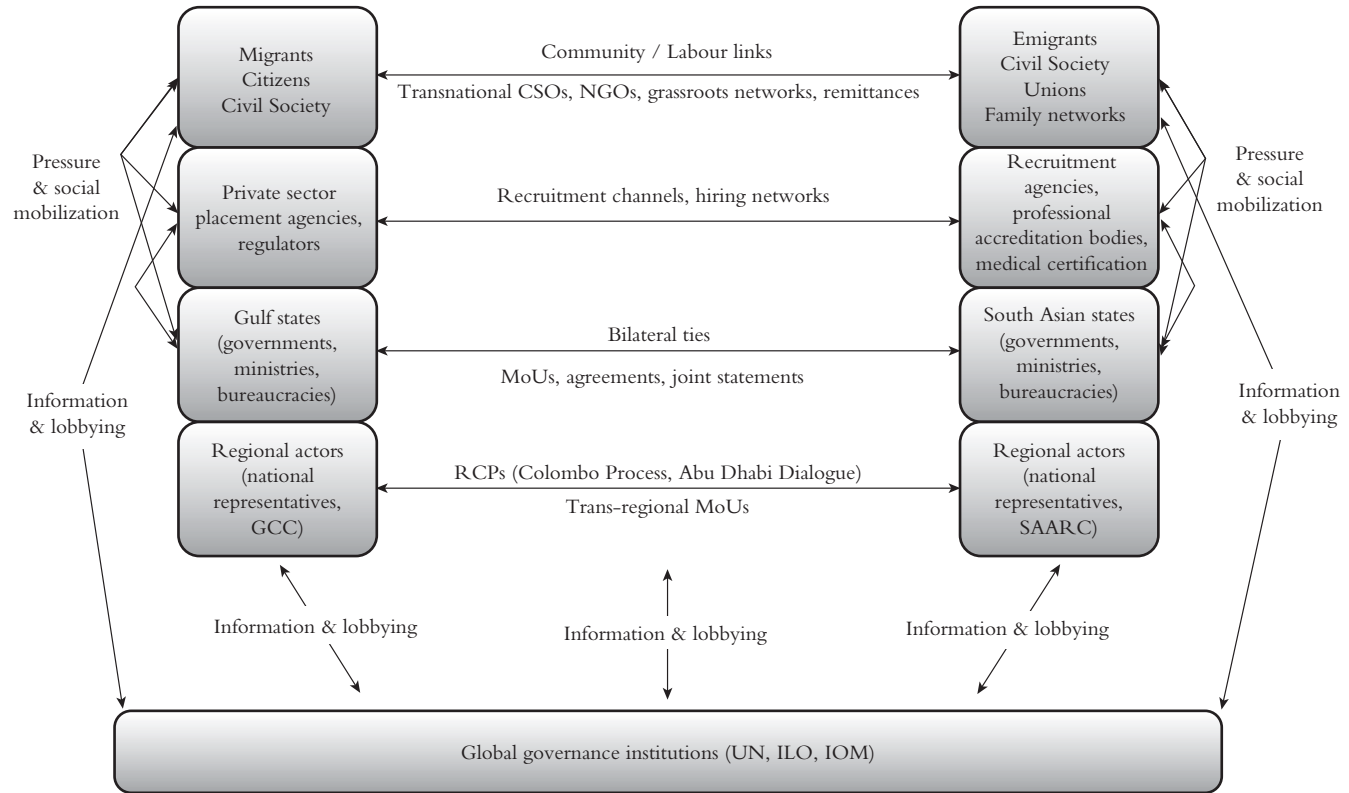 Migrants
Citizens
Civil Society
Community / Labour links
Transnational CSOs, NGOs, grassroots networks, remittances
Emigrants
Civil Society
Unions
Family networks
Pressure
& social
mobilization
Private sector
placement agencies,
regulators
Recruitment channels, hiring networks
Recruitment
agencies,
professional
accreditation bodies,
medical certification
Pressure
& social
mobilization
Gulf states
(governments,
ministries,
bureaucracies)
Bilateral ties
MoUs, agreements, joint statements
South Asian states
(governments,
ministries,
bureaucracies)
Information
& lobbying
Information
& lobbying
Regional actors
(national
representatives,
GCC)
RCPs (Colombo Process, Abu Dhabi Dialogue)
Trans-regional MoUs
Regional actors
(national
representatives,
SAARC)
Information & lobbying
Information & lobbying
Information & lobbying
Global governance institutions (UN, ILO, IOM)